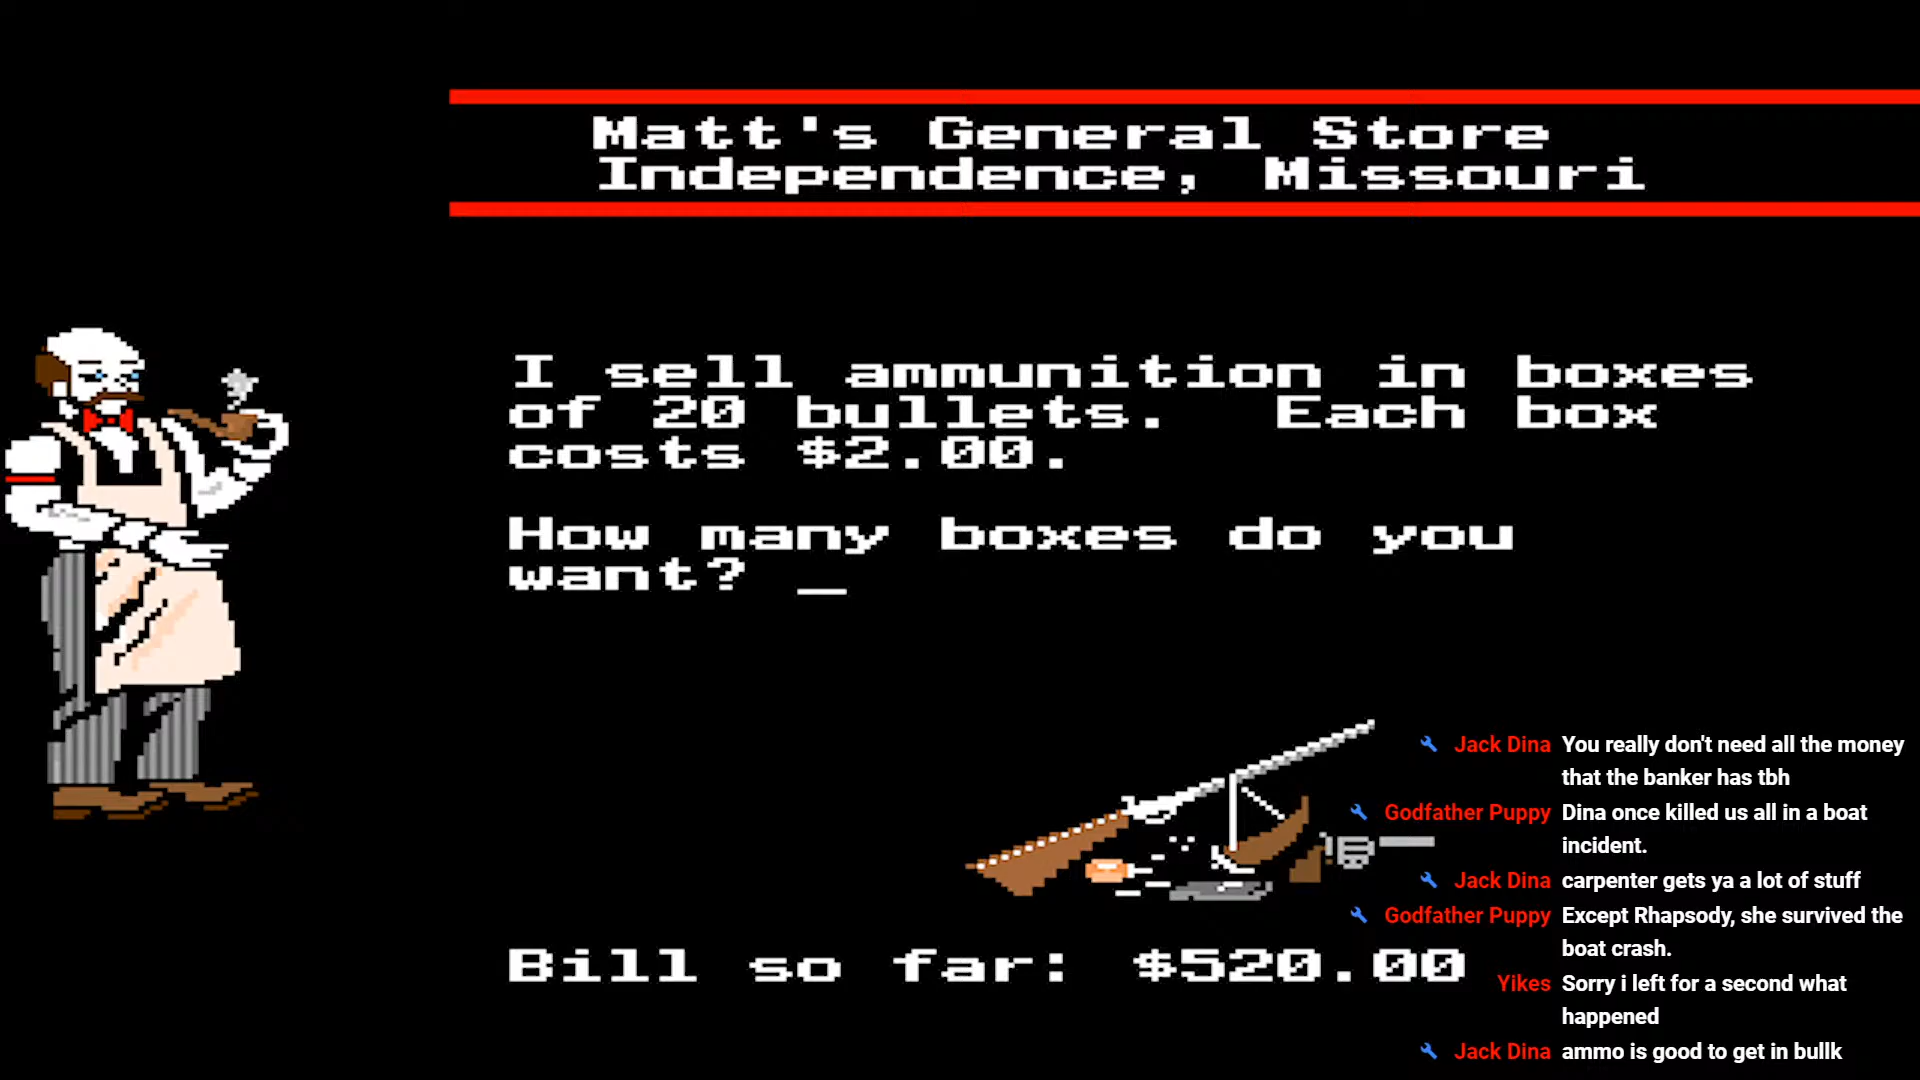 Matt's General Store
Independence, Missouri
I sell ammunition in boxes
of 20 bullets. Each box
costs $2.00.
How many boxes do you
want? _
Bill so far: $520.00
Jack Dina You really don't need all the money
that the banker has tbh
Godfather Puppy Dina once killed us all in a boat
incident.
Jack Dina carpenter gets ya a lot of stuff
Godfather Puppy Except Rhapsody, she survived the
boat crash.
Yikes Sorry i left for a second what
happened
Jack Dina ammo is good to get in bullk